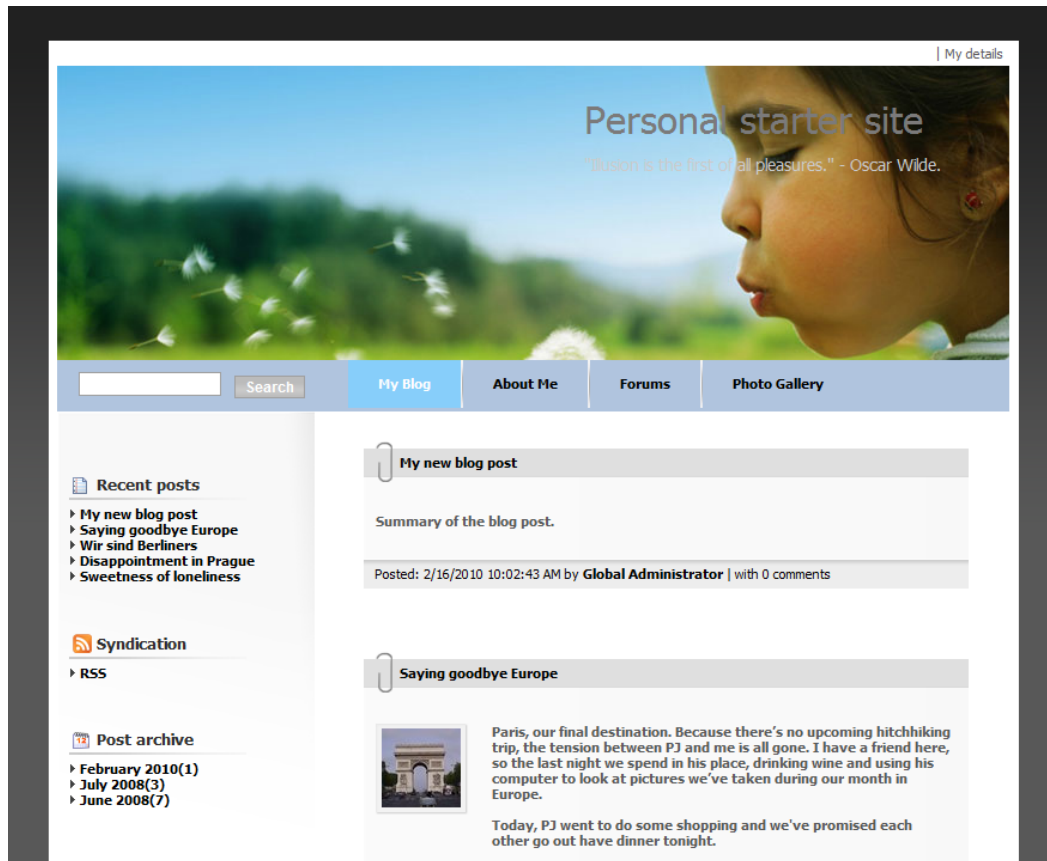 | My details
Personal starter site
"Illusion is the first of all pleasures." - Oscar Wilde.
Search
My Blog
About Me
Forums
Photo Gallery
Recent posts
My new blog post
Saying goodbye Europe
Wir sind Berliners
Disappointment in Prague
Sweetness of loneliness
Syndication
RSS
12
Post archive
February 2010(1)
July 2008(3)
June 2008(7)
My new blog post
Summary of the blog post.
Posted: 2/16/2010 10:02:43 AM by Global Administrator | with 0 comments
Saying goodbye Europe
Paris, our final destination. Because there’s no upcoming hitchhiking
trip, the tension between PJ and me is all gone. I have a friend here,
so the last night we spend in his place, drinking wine and using his
computer to look at pictures we’ve taken during our month in
Europe.
Today, PJ went to do some shopping and we've promised each
other go out have dinner tonight.